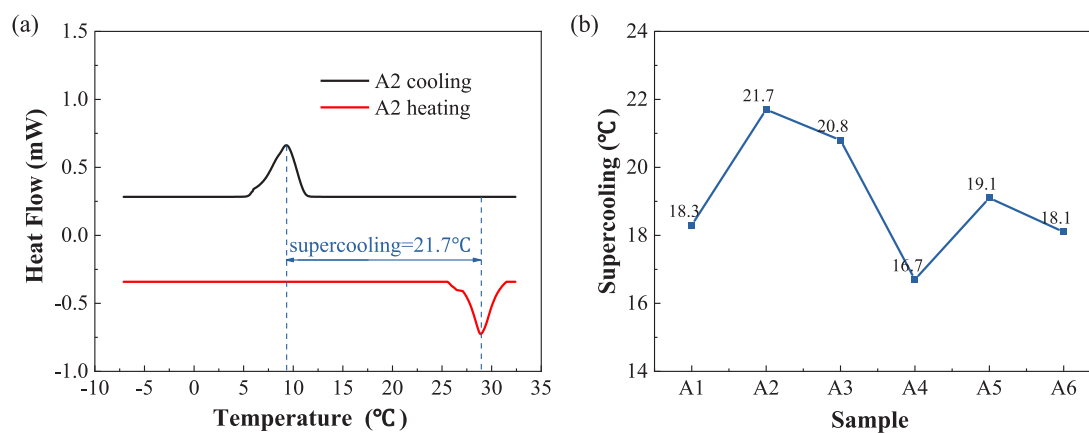 (a)
1.5
1.0
0.5
0.0
-0.5
-1.0
Heat Flow (mW)
A2 cooling
A2 heating
supercooling=21.7℃
-10 -5 0 5 10 15 20 25 30 35
Temperature (℃)
(b)
24
22
20
18
16
14
Supercooling (℃)
18.3
21.7
20.8
16.7
19.1
18.1
A1 A2 A3 A4 A5 A6
Sample